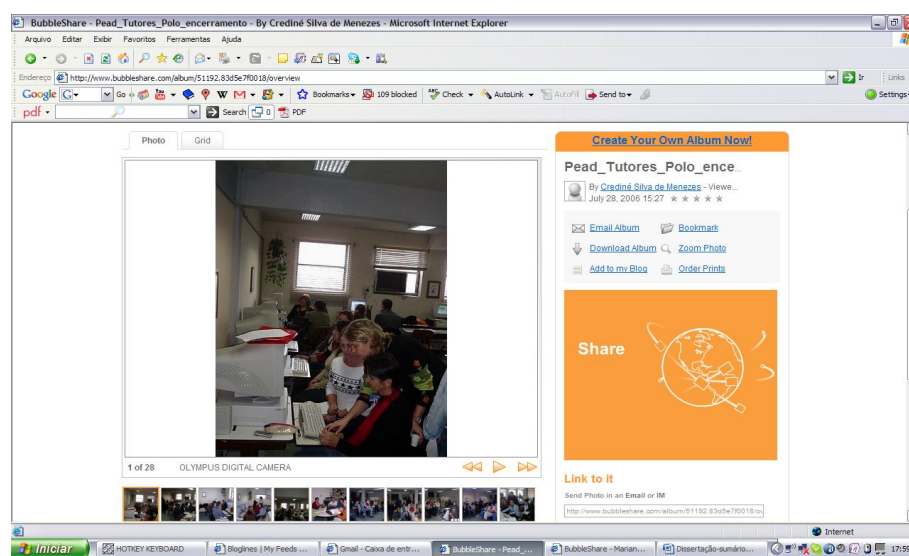 BubbleShare - Pead_Tutores_Polo_encerramento - By Crediné Silva de Menezes - Microsoft Internet Explorer
Arquivo Editar Exibir Favoritos Ferramentas Ajuda
Endereço http://www.bubbleshare.com/album/51192.83d5e7f0018/overview Ir Links
Google G Go Bookmarks 109 blocked Check AutoLink AutoFill Send to Settings
pdf Search 0 PDF
Photo Grid
Create Your Own Album Now!
Pead_Tutores_Polo_ence...
By Crediné Silva de Menezes - Viewe...
July 28, 2006 15:27
Email Album Bookmark
Download Album Zoom Photo
Add to my Blog Order Prints
Share
1 of 28 OLYMPUS DIGITAL CAMERA
Link to it
Send Photo in an Email or IM
http://www.bubbleshare.com/album/51192.83d5e7f0018/ov
Internet
Iniciar HOTKEY KEYBOARD Bloglines | My Feeds ... Gmail - Caixa de entr... BubbleShare - Pead_... BubbleShare - Marian... Dissertação-sumário... 17:55